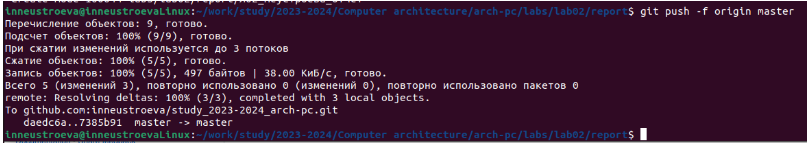 inneustroeva@inneustroevaLinux:~/work/study/2023-2024/Computer architecture/arch-pc/labs/lab02/report$ git push -f origin master
Перечисление объектов: 9, готово.
Подсчет объектов: 100% (9/9), готово.
При сжатии изменений используется до 3 потоков
Сжатие объектов: 100% (5/5), готово.
Запись объектов: 100% (5/5), 497 байтов | 38.00 КиБ/с, готово.
Всего 5 (изменений 3), повторно использовано 0 (изменений 0), повторно использовано пакетов 0
remote: Resolving deltas: 100% (3/3), completed with 3 local objects.
To github.com:inneustroeva/study_2023-2024_arch-pc.git
   daedc6a..7385b91  master -> master
inneustroeva@inneustroevaLinux:~/work/study/2023-2024/Computer architecture/arch-pc/labs/lab02/report$